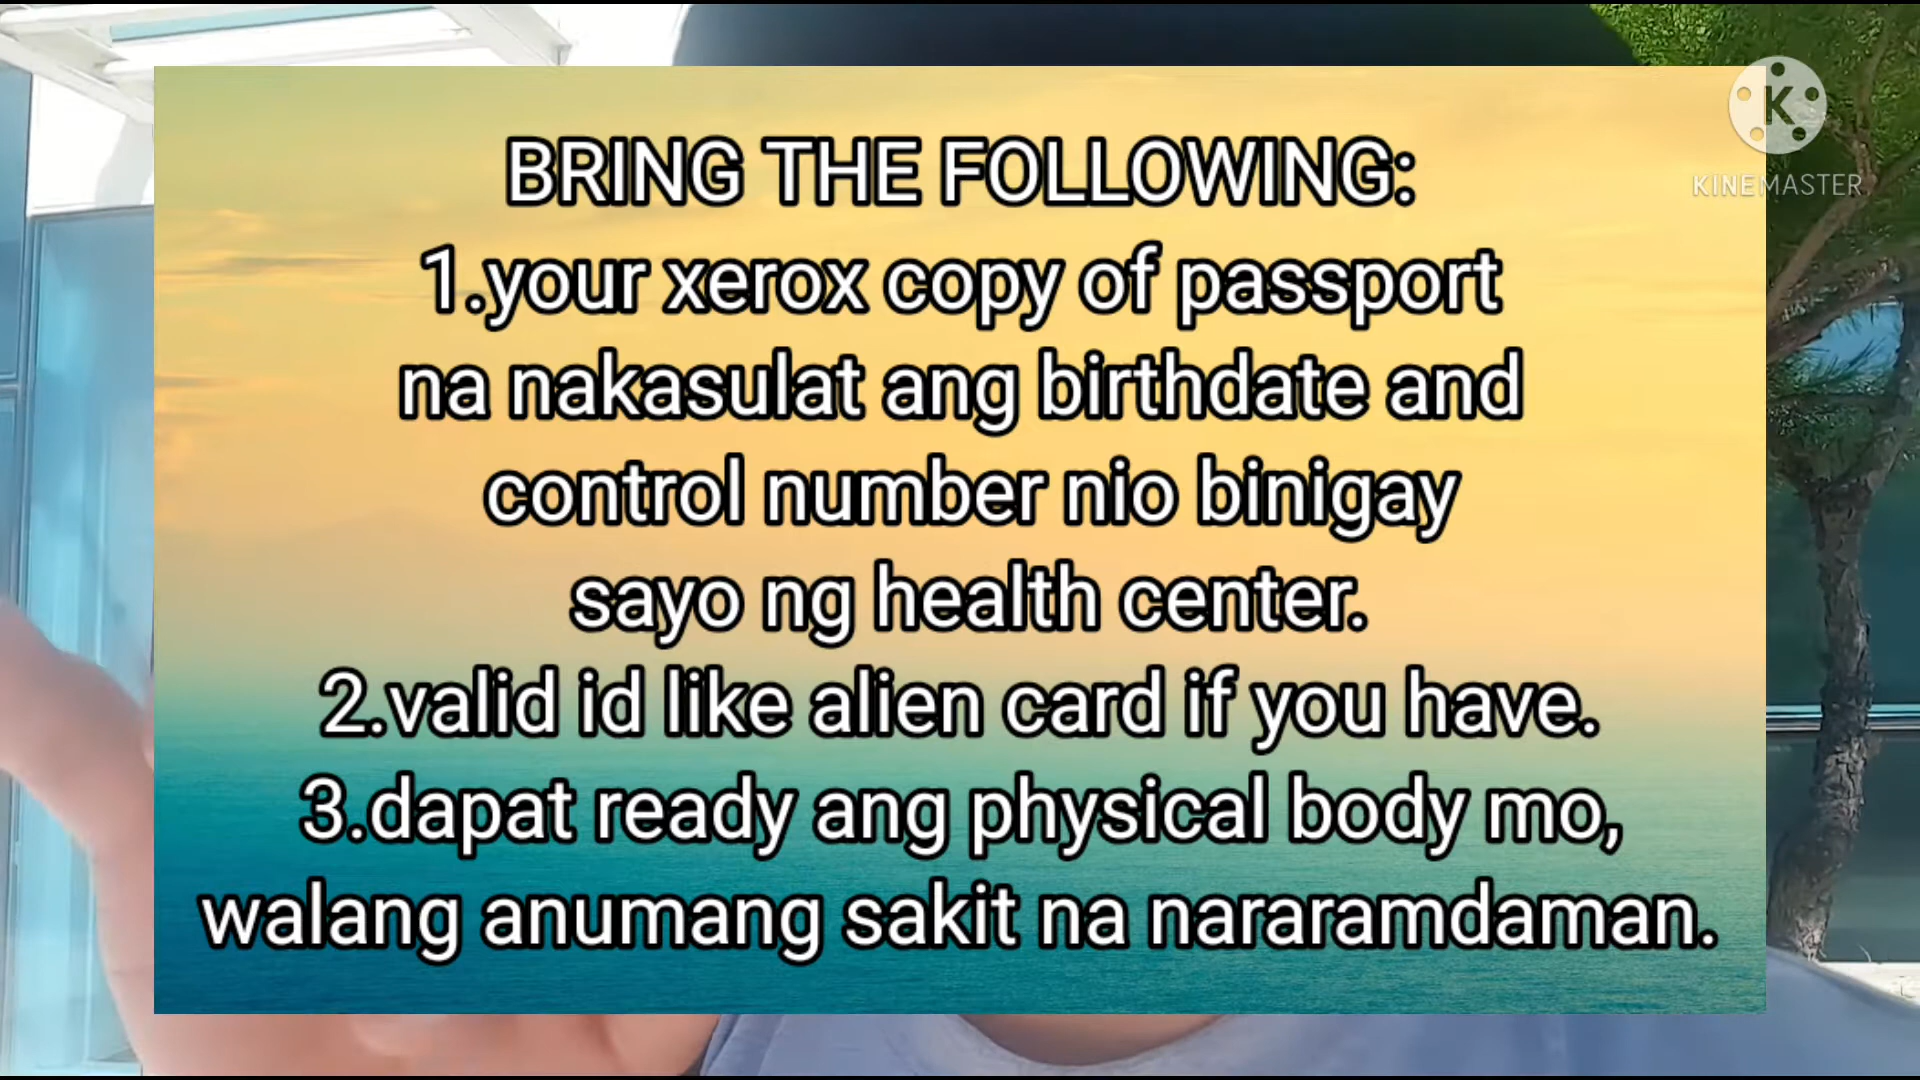 BRING THE FOLLOWING:
1.your xerox copy of passport
na nakasulat ang birthdate and
control number nio binigay
sayo ng health center.
2.valid id like alien card if you have.
3.dapat ready ang physical body mo,
walang anumang sakit na nararamdaman.
K
KINEMASTER